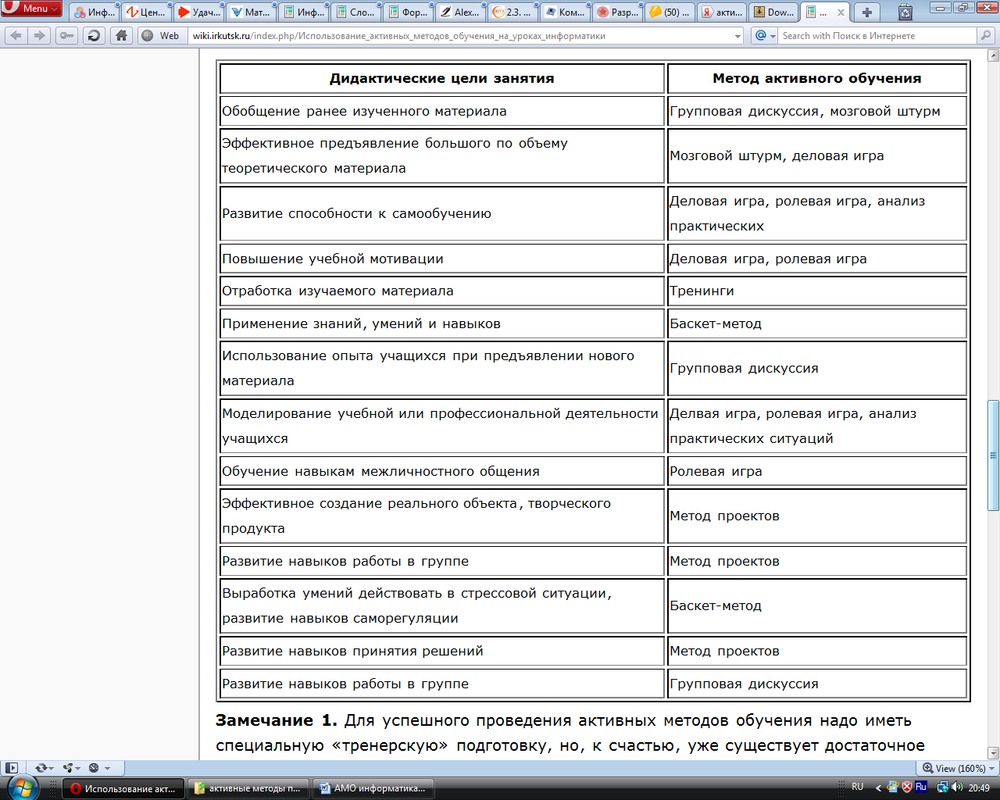 Menu
Инф...
Цен...
Удач...
Мат...
Инф...
Сло...
Фор...
Alex...
2.3. ...
Ком...
Разр...
(50) ...
акти...
Dow...
...
Web
wiki.irkutsk.ru/index.php/Использование_активных_методов_обучения_на_уроках_информатики
Search with Поиск в Интернете
Дидактические цели занятия
Метод активного обучения
Обобщение ранее изученного материала
Групповая дискуссия, мозговой штурм
Эффективное предъявление большого по объему
теоретического материала
Мозговой штурм, деловая игра
Развитие способности к самообучению
Деловая игра, ролевая игра, анализ
практических
Повышение учебной мотивации
Деловая игра, ролевая игра
Отработка изучаемого материала
Тренинги
Применение знаний, умений и навыков
Баскет-метод
Использование опыта учащихся при предъявлении нового
материала
Групповая дискуссия
Моделирование учебной или профессиональной деятельности
учащихся
Делвая игра, ролевая игра, анализ
практических ситуаций
Обучение навыкам межличностного общения
Ролевая игра
Эффективное создание реального объекта, творческого
продукта
Метод проектов
Развитие навыков работы в группе
Метод проектов
Выработка умений действовать в стрессовой ситуации,
развитие навыков саморегуляции
Баскет-метод
Развитие навыков принятия решений
Метод проектов
Развитие навыков работы в группе
Групповая дискуссия
Замечание 1. Для успешного проведения активных методов обучения надо иметь
специальную «тренерскую» подготовку, но, к счастью, уже существует достаточное
View (160%)
Использование акт...
активные методы п...
АМО информатика...
RU
Ru
20:49